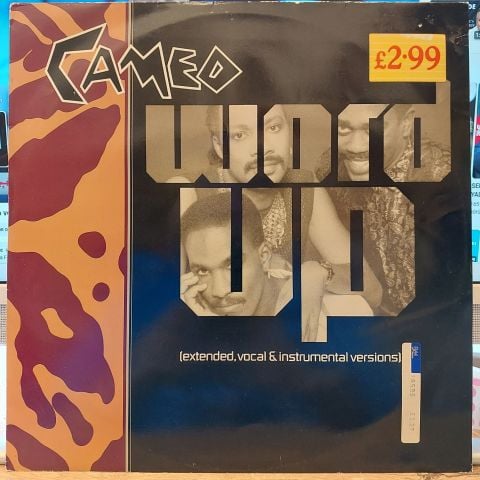 CAMEO
£2·99
word
up
(extended, vocal & instrumental versions)